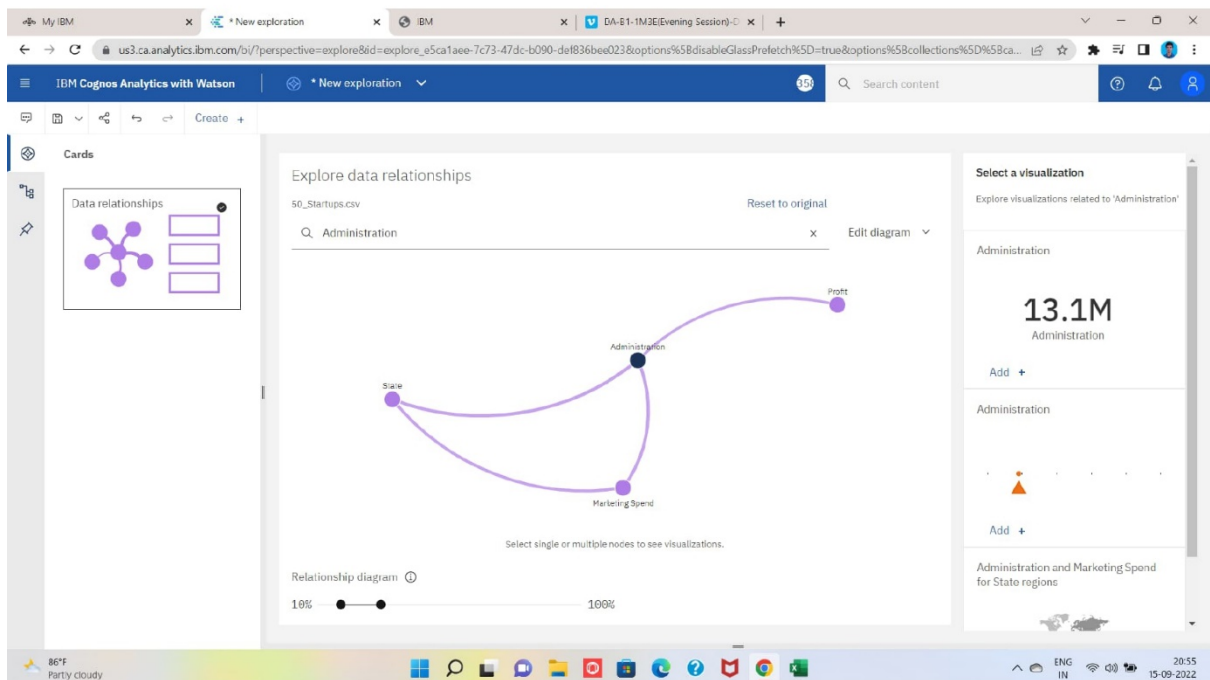 My IBM
* New exploration
IBM
DA-B1-1M3E(Evening Session)-D
us3.ca.analytics.ibm.com/bi/?perspective=explore&id=explore_e5ca1aee-7c73-47dc-b090-def836bee023&options%5BdisableGlassPrefetch%5D=true&options%5Bcollections%5D%5Bca...
IBM Cognos Analytics with Watson
* New exploration
Search content
Create +
Cards
Data relationships
Explore data relationships
50_Startups.csv
Reset to original
Administration
x
Edit diagram
Profit
Administration
State
Marketing Spend
Select single or multiple nodes to see visualizations.
Relationship diagram
10%
100%
Select a visualization
Explore visualizations related to 'Administration'
Administration
13.1M
Administration
Add +
Administration
Add +
Administration and Marketing Spend
for State regions
86°F
Partly cloudy
ENG
IN
20:55
15-09-2022